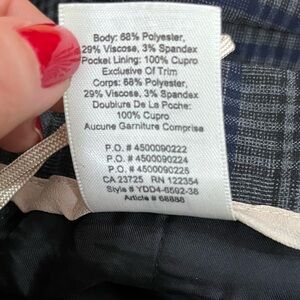 Body: 68% Polyester,
29% Viscose, 3% Spandex
Pocket Lining: 100% Cupro
Exclusive Of Trim
Corps: 68% Polyester,
29% Viscose, 3% Spandex
Doublure De La Poche:
100% Cupro
Aucune Garniture Comprise
P.O. # 4500090222
P.O. # 4500090224
P.O. # 4500090225
CA 23725 RN 122354
Style # YDD4-6592-38
Article # 68886